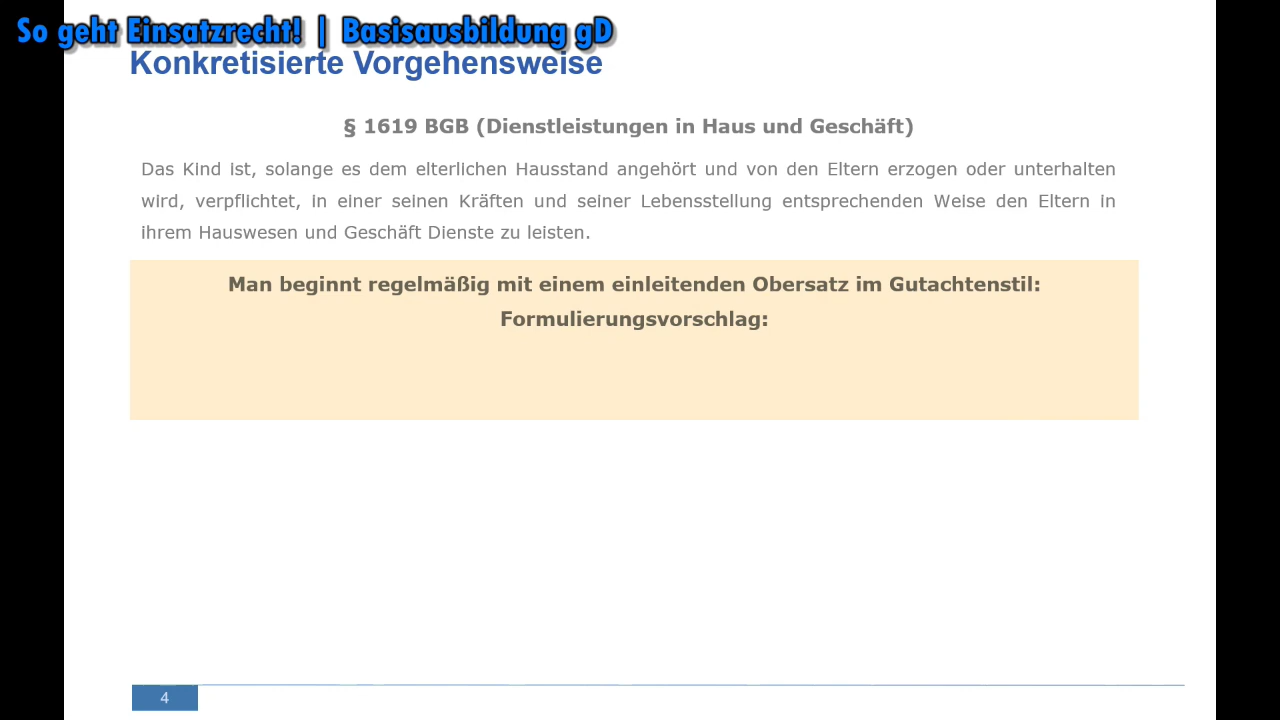 So geht Einsatzrecht! | Basisausbildung gD
Konkretisierte Vorgehensweise
§ 1619 BGB (Dienstleistungen in Haus und Geschäft)
Das Kind ist, solange es dem elterlichen Hausstand angehört und von den Eltern erzogen oder unterhalten
wird, verpflichtet, in einer seinen Kräften und seiner Lebensstellung entsprechenden Weise den Eltern in
ihrem Hauswesen und Geschäft Dienste zu leisten.
Man beginnt regelmäßig mit einem einleitenden Obersatz im Gutachtenstil:
Formulierungsvorschlag:
4